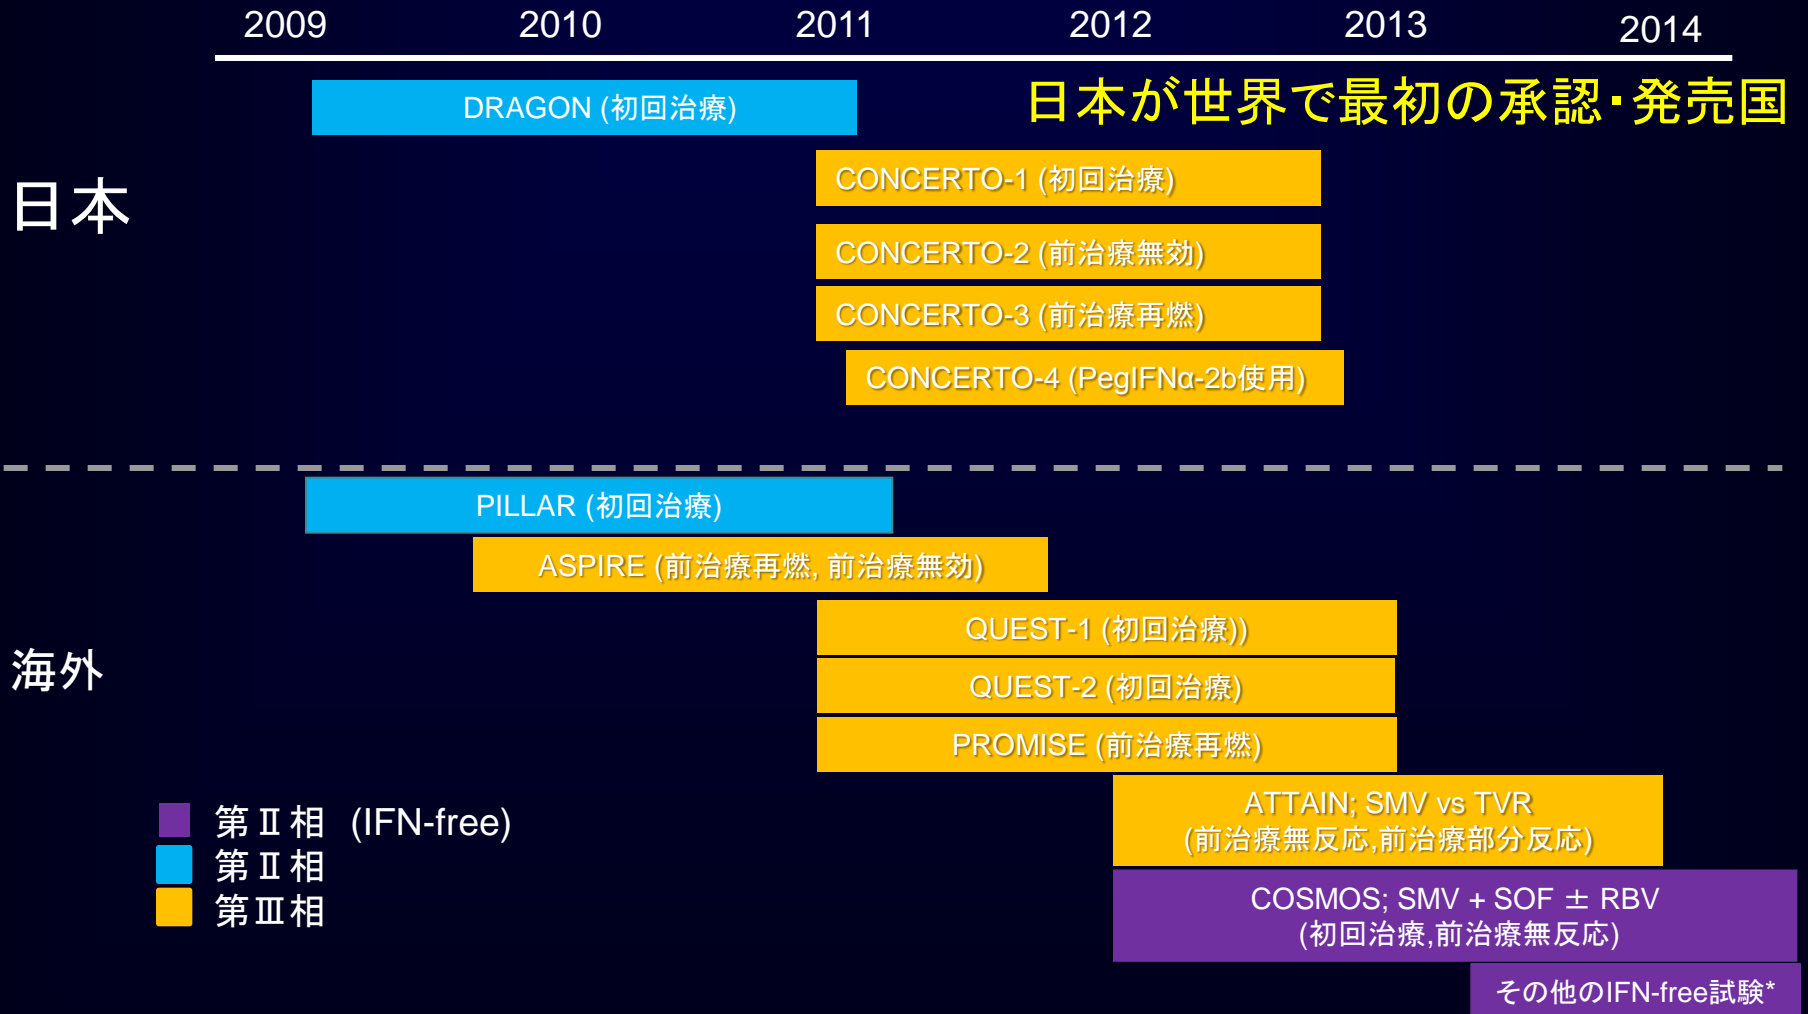 2009 2010 2011 2012 2013 2014
日本が世界で最初の承認・発売国
日本
DRAGON (初回治療)
CONCERTO-1 (初回治療)
CONCERTO-2 (前治療無効)
CONCERTO-3 (前治療再燃)
CONCERTO-4 (PegIFNα-2b使用)
海外
PILLAR (初回治療)
ASPIRE (前治療再燃, 前治療無効)
QUEST-1 (初回治療))
QUEST-2 (初回治療)
PROMISE (前治療再燃)
ATTAIN; SMV vs TVR
(前治療無反応,前治療部分反応)
COSMOS; SMV + SOF ± RBV
(初回治療,前治療無反応)
その他のIFN-free試験*
第Ⅱ相 (IFN-free)
第Ⅱ相
第Ⅲ相